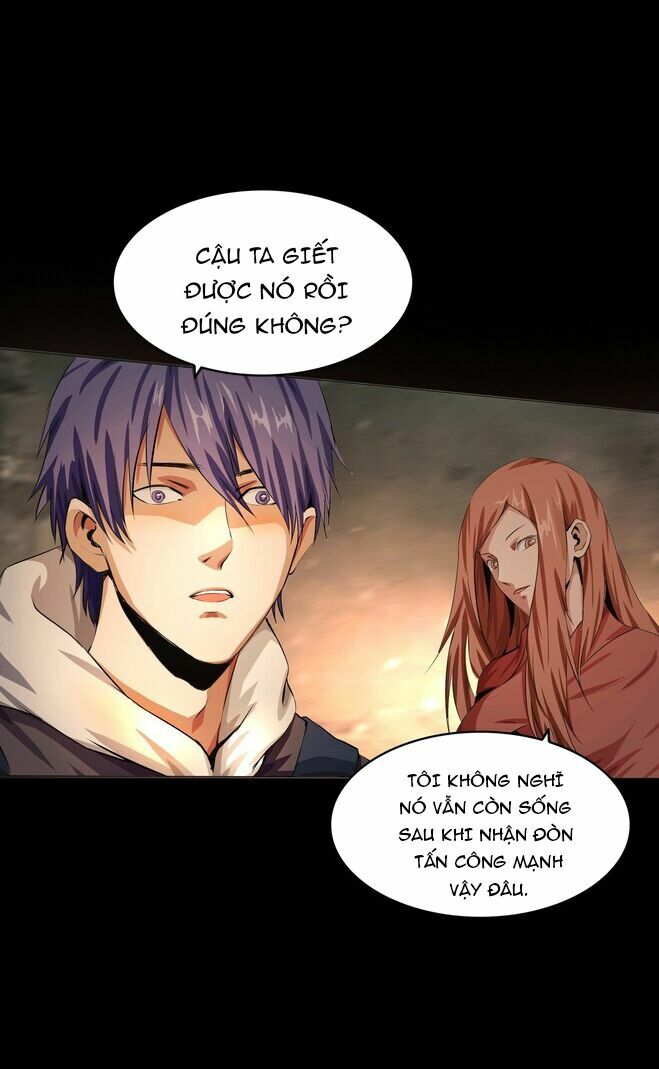 CẬU TA GIẾT
ĐƯỢC NÓ RỒI
ĐÚNG KHÔNG?
TÔI KHÔNG NGHĨ
NÓ VẪN CÒN SỐNG
SAU KHI NHẬN ĐÒN
TẤN CÔNG MẠNH
VẬY ĐÂU.